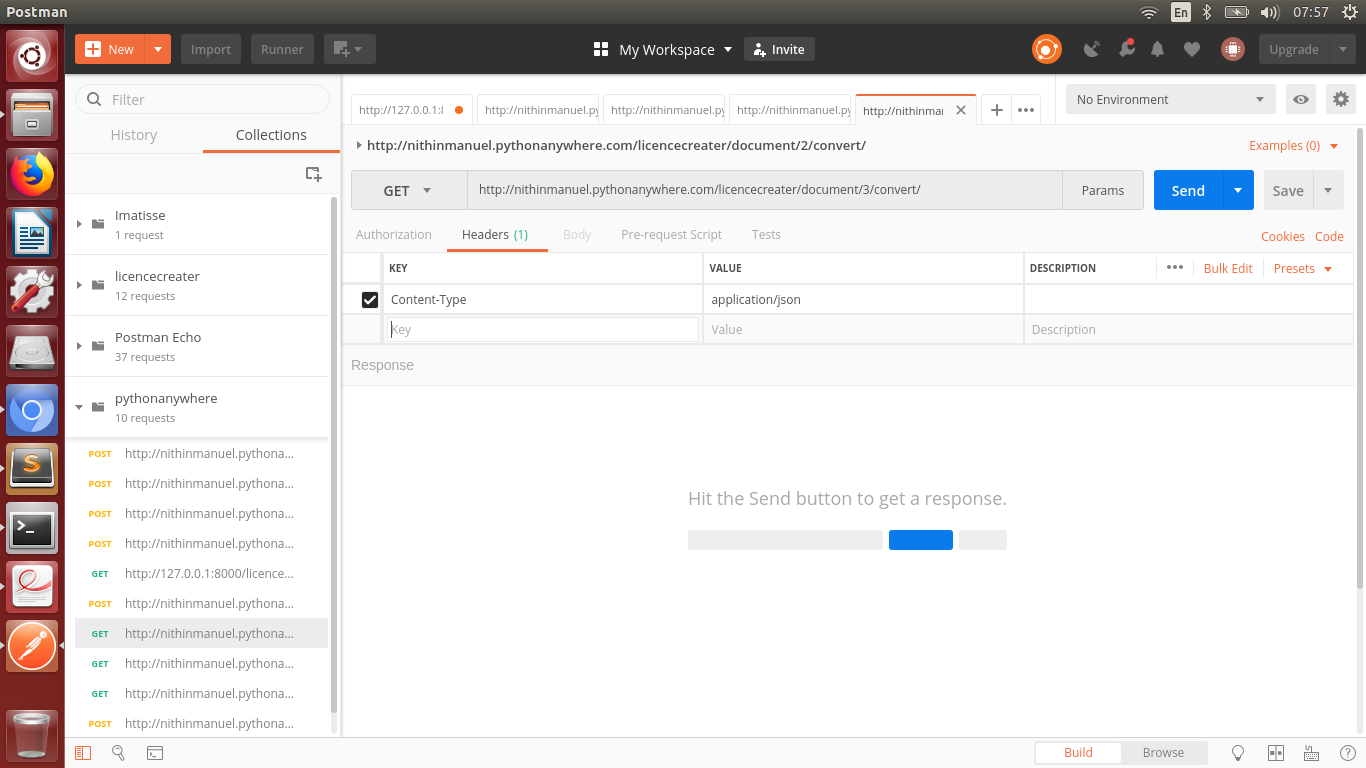 Postman
En
07:57
New
Import
Runner
My Workspace
Invite
Upgrade
Filter
History
Collections
Imatisse
1 request
licencecreater
12 requests
Postman Echo
37 requests
pythonanywhere
10 requests
POST http://nithinmanuel.pythona...
POST http://nithinmanuel.pythona...
POST http://nithinmanuel.pythona...
POST http://nithinmanuel.pythona...
GET http://127.0.0.1:8000/licence...
POST http://nithinmanuel.pythona...
GET http://nithinmanuel.pythona...
GET http://nithinmanuel.pythona...
GET http://nithinmanuel.pythona...
POST http://nithinmanuel.pythona...
http://127.0.0.1:8
http://nithinmanuel.py
http://nithinmanuel.py
http://nithinmanuel.py
http://nithinmar
No Environment
http://nithinmanuel.pythonanywhere.com/licencecreater/document/2/convert/
Examples (0)
GET
http://nithinmanuel.pythonanywhere.com/licencecreater/document/3/convert/
Params
Send
Save
Authorization
Headers (1)
Body
Pre-request Script
Tests
Cookies
Code
KEY
VALUE
DESCRIPTION
Bulk Edit
Presets
Content-Type
application/json
Key
Value
Description
Response
Hit the Send button to get a response.
Build
Browse